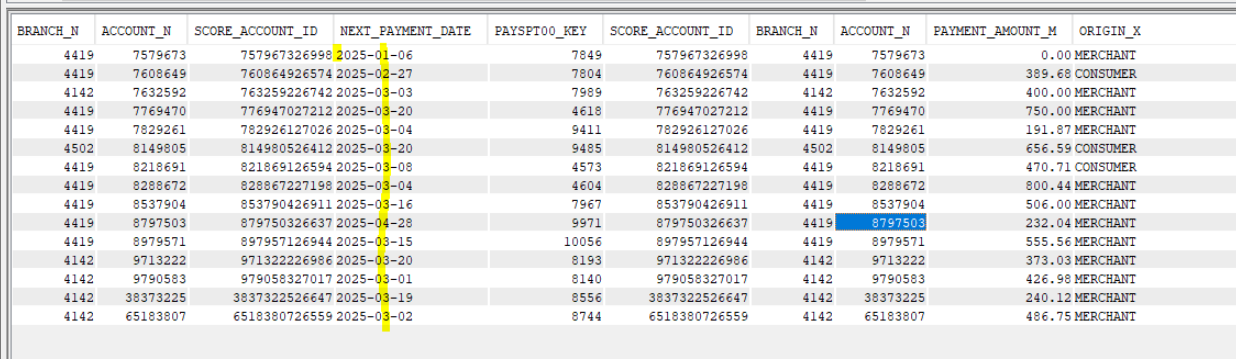 BRANCH_N ACCOUNT_N SCORE_ACCOUNT_ID NEXT_PAYMENT_DATE PAYSPT00_KEY SCORE_ACCOUNT_ID BRANCH_N ACCOUNT_N PAYMENT_AMOUNT_M ORIGIN_X
4419 7579673 757967326998 2025-01-06 7849 757967326998 4419 7579673 0.00 MERCHANT
4419 7608649 760864926574 2025-02-27 7804 760864926574 4419 7608649 389.68 CONSUMER
4142 7632592 763259226742 2025-03-03 7989 763259226742 4142 7632592 400.00 MERCHANT
4419 7769470 776947027212 2025-03-20 4618 776947027212 4419 7769470 750.00 MERCHANT
4419 7829261 782926127026 2025-03-04 9411 782926127026 4419 7829261 191.87 MERCHANT
4502 8149805 814980526412 2025-03-20 9485 814980526412 4502 8149805 656.59 CONSUMER
4419 8218691 821869126594 2025-03-08 4573 821869126594 4419 8218691 470.71 CONSUMER
4419 8288672 828867227198 2025-03-04 4604 828867227198 4419 8288672 800.44 MERCHANT
4419 8537904 853790426911 2025-03-16 7967 853790426911 4419 8537904 506.00 MERCHANT
4419 8797503 879750326637 2025-04-28 9971 879750326637 4419 8797503 232.04 MERCHANT
4419 8979571 897957126944 2025-03-15 10056 897957126944 4419 8979571 555.56 MERCHANT
4142 9713222 971322226986 2025-03-20 8193 971322226986 4142 9713222 373.03 MERCHANT
4142 9790583 979058327017 2025-03-01 8140 979058327017 4142 9790583 426.98 MERCHANT
4142 38373225 3837322526647 2025-03-19 8556 3837322526647 4142 38373225 240.12 MERCHANT
4142 65183807 6518380726559 2025-03-02 8744 6518380726559 4142 65183807 486.75 MERCHANT